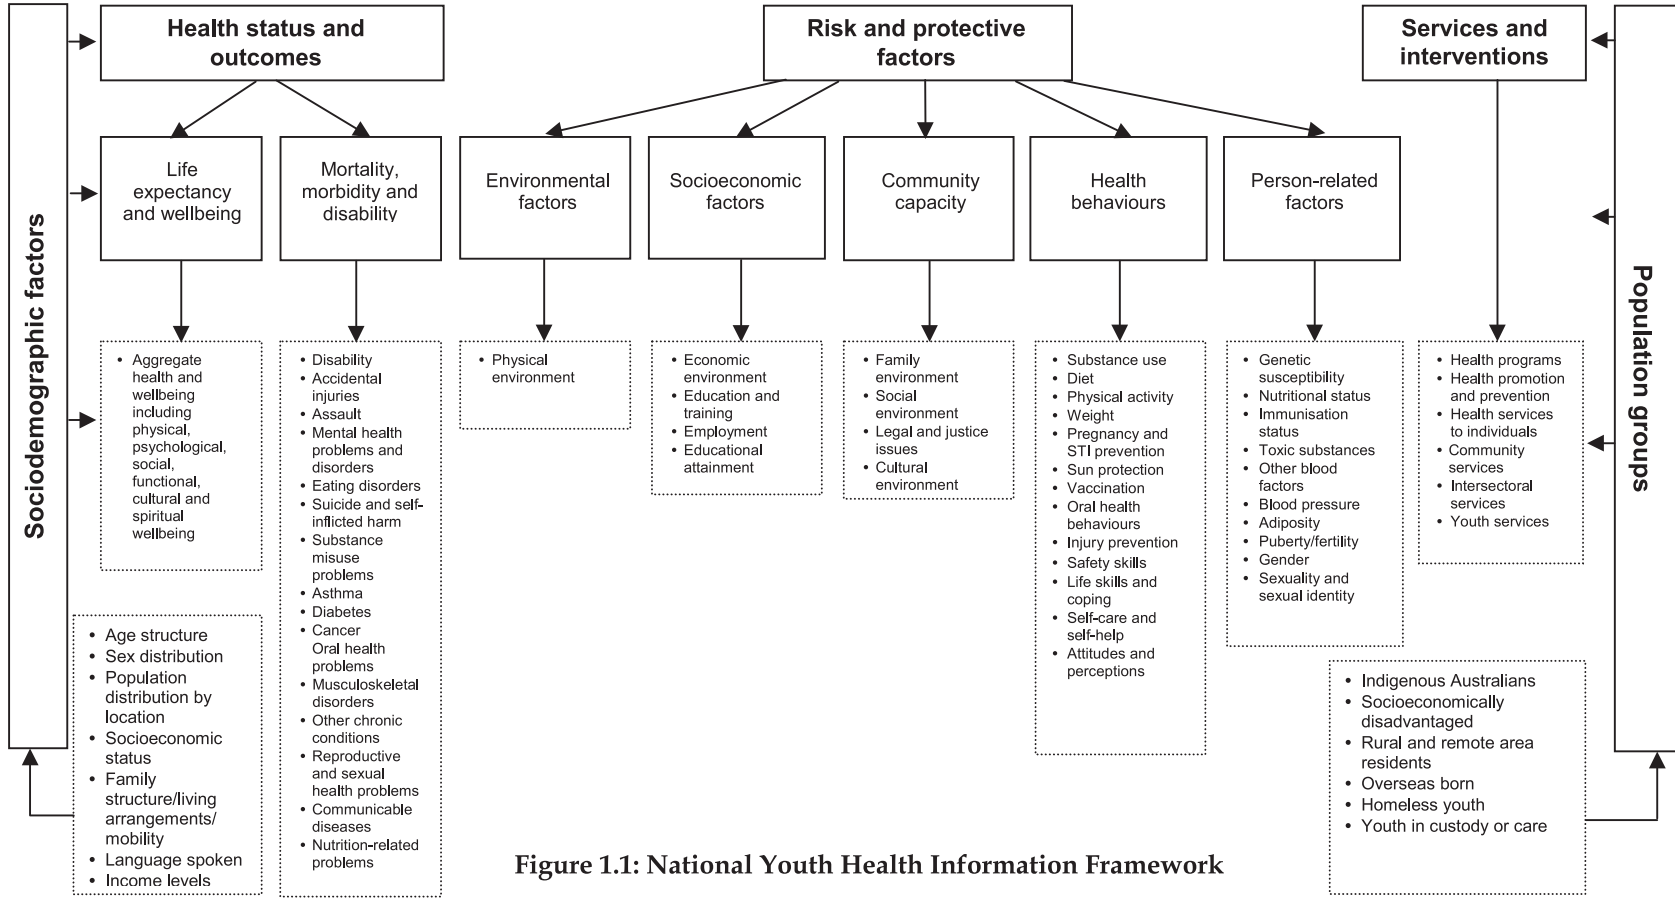 Sociodemographic factors
Health status and
outcomes
Risk and protective
factors
Services and
interventions
Population groups
Life
expectancy
and wellbeing
Mortality,
morbidity and
disability
Environmental
factors
Socioeconomic
factors
Community
capacity
Health
behaviours
Person-related
factors
• Aggregate
health and
wellbeing
including
physical,
psychological,
social,
functional,
cultural and
spiritual
wellbeing
• Disability
• Accidental
injuries
• Assault
• Mental health
problems and
disorders
• Eating disorders
• Suicide and self-
inflicted harm
• Substance
misuse
problems
• Asthma
• Diabetes
• Cancer
Oral health
problems
• Musculoskeletal
disorders
• Other chronic
conditions
• Reproductive
and sexual
health problems
• Communicable
diseases
• Nutrition-related
problems
• Physical
environment
• Economic
environment
• Education and
training
• Employment
• Educational
attainment
• Family
environment
• Social
environment
• Legal and justice
issues
• Cultural
environment
• Substance use
• Diet
• Physical activity
• Weight
• Pregnancy and
STI prevention
• Sun protection
• Vaccination
• Oral health
behaviours
• Injury prevention
• Safety skills
• Life skills and
coping
• Self-care and
self-help
• Attitudes and
perceptions
• Genetic
susceptibility
• Nutritional status
• Immunisation
status
• Toxic substances
• Other blood
factors
• Blood pressure
• Adiposity
• Puberty/fertility
• Gender
• Sexuality and
sexual identity
• Health programs
• Health promotion
and prevention
• Health services
to individuals
• Community
services
• Intersectoral
services
• Youth services
• Age structure
• Sex distribution
• Population
distribution by
location
• Socioeconomic
status
• Family
structure/living
arrangements/
mobility
• Language spoken
• Income levels
• Indigenous Australians
• Socioeconomically
disadvantaged
• Rural and remote area
residents
• Overseas born
• Homeless youth
• Youth in custody or care
Figure 1.1: National Youth Health Information Framework